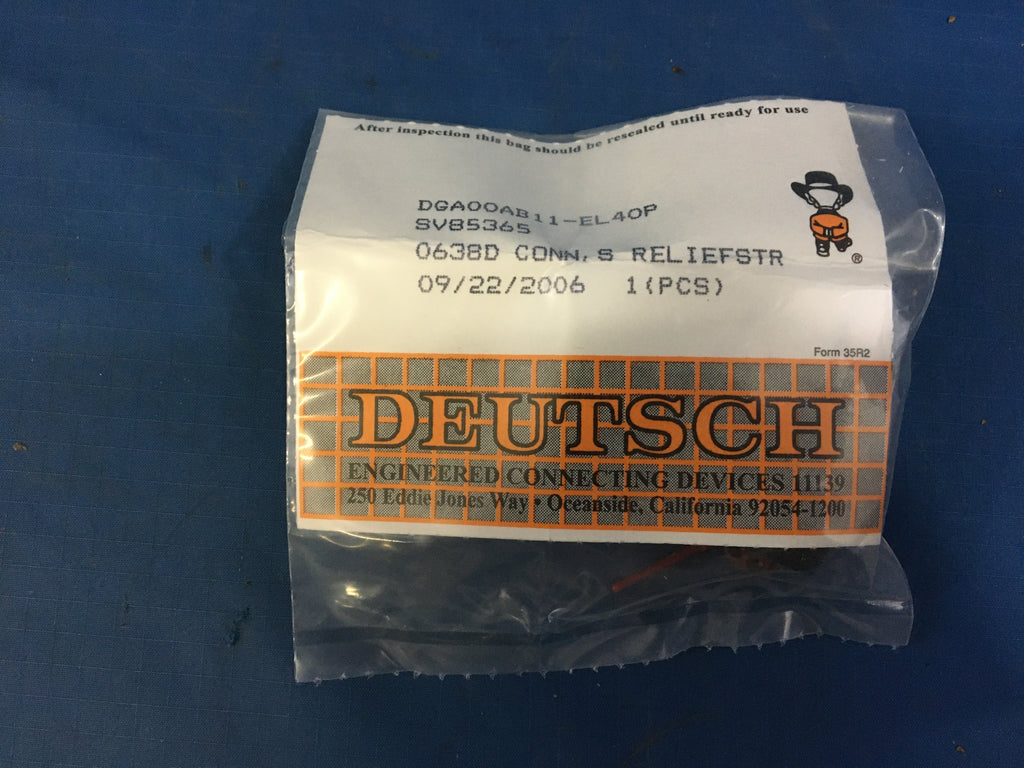 After inspection this bag should be resealed until ready for use
DGA00AB11-EL40P
SV85365
0638D CONN,S RELIEFSTR
09/22/2006 1(PCS)
®
Form 35R2
DEUTSCH
ENGINEERED CONNECTING DEVICES 11139
250 Eddie Jones Way • Oceanside, California 92054-1200